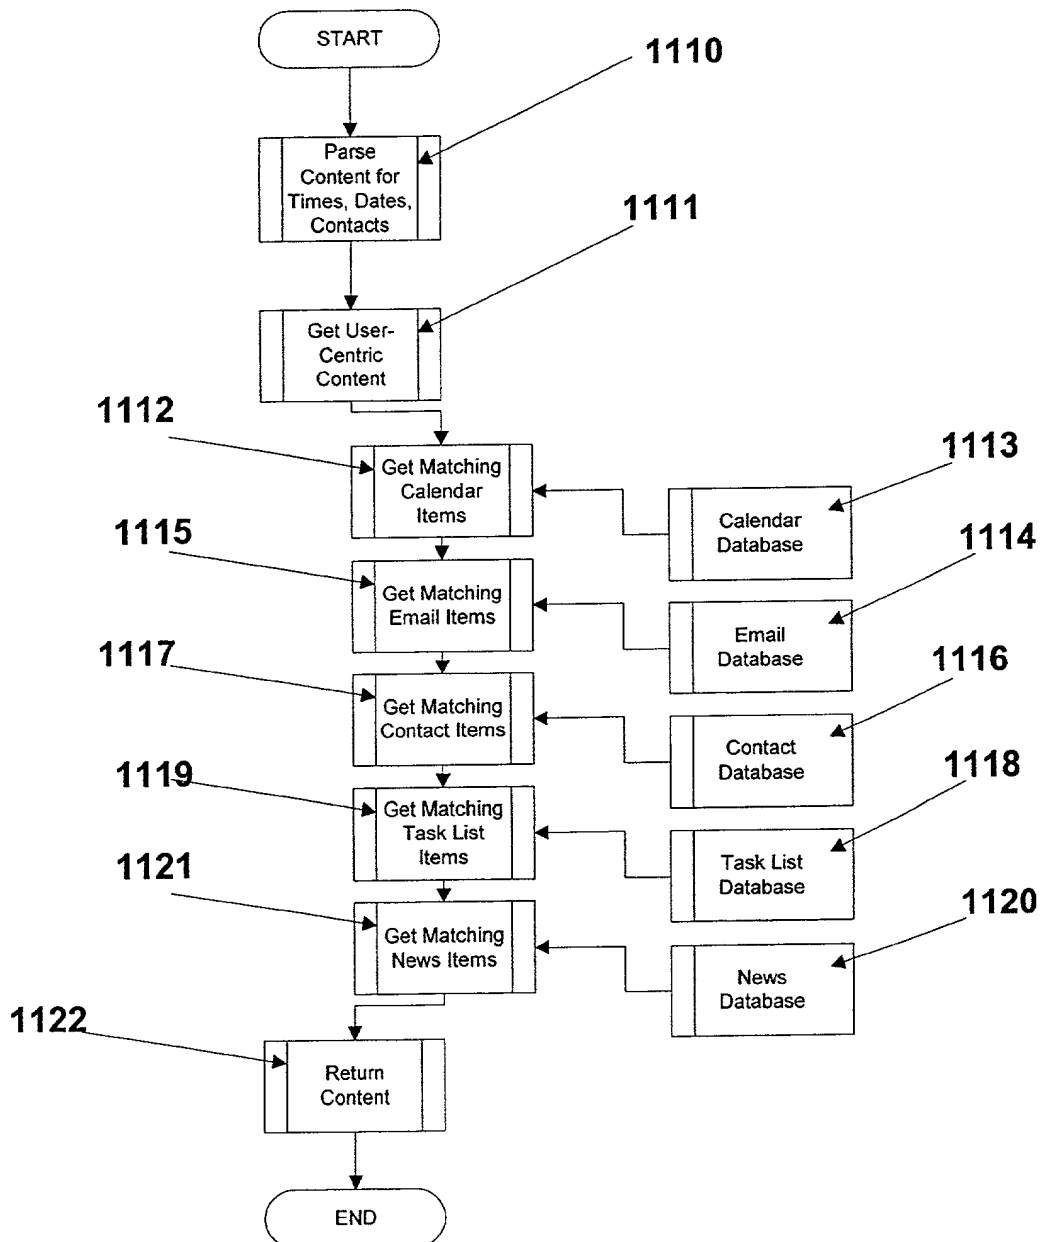 START
1110
Parse
Content for
Times, Dates,
Contacts
1111
Get User-
Centric
Content
1112
Get Matching
Calendar
Items
1113
Calendar
Database
1115
Get Matching
Email Items
1114
Email
Database
1117
Get Matching
Contact Items
1116
Contact
Database
1119
Get Matching
Task List
Items
1118
Task List
Database
1121
Get Matching
News Items
1120
News
Database
1122
Return
Content
END